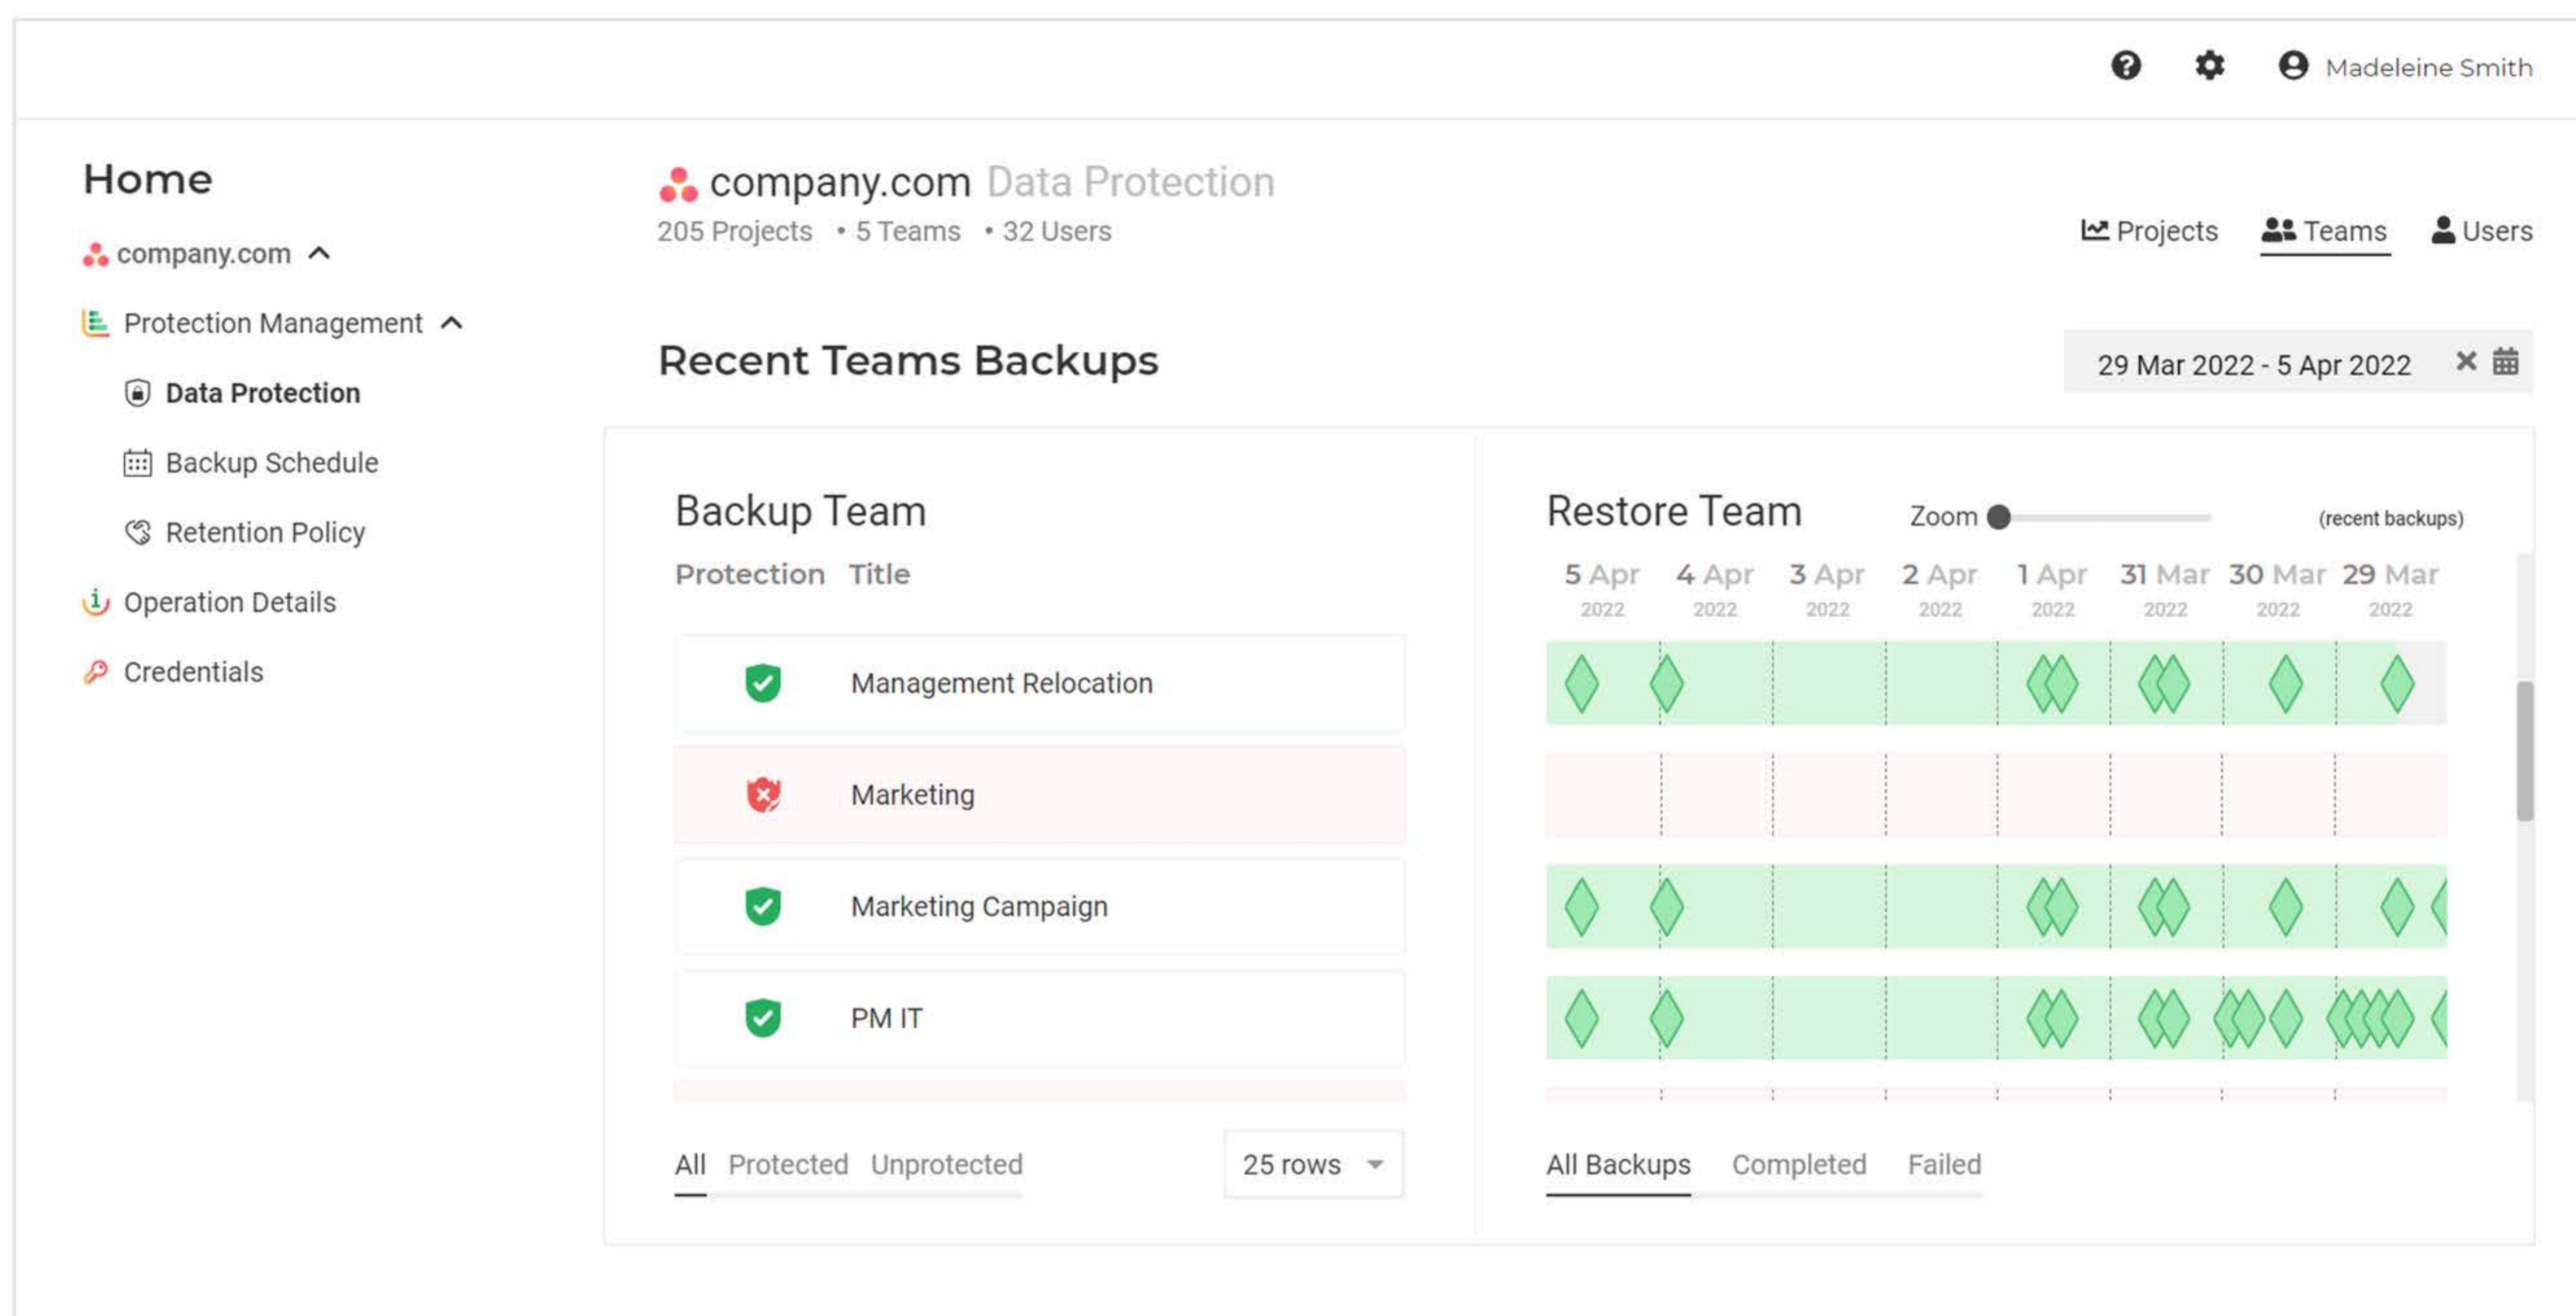 Madeleine Smith
Home
company.com
Protection Management
Data Protection
Backup Schedule
Retention Policy
Operation Details
Credentials
company.com Data Protection
205 Projects • 5 Teams • 32 Users
Projects Teams Users
Recent Teams Backups
29 Mar 2022 - 5 Apr 2022
Backup Team
Protection Title
Management Relocation
Marketing
Marketing Campaign
PM IT
All Protected Unprotected
25 rows
Restore Team
Zoom
(recent backups)
5 Apr 4 Apr 3 Apr 2 Apr 1 Apr 31 Mar 30 Mar 29 Mar
2022 2022 2022 2022 2022 2022 2022 2022
All Backups Completed Failed